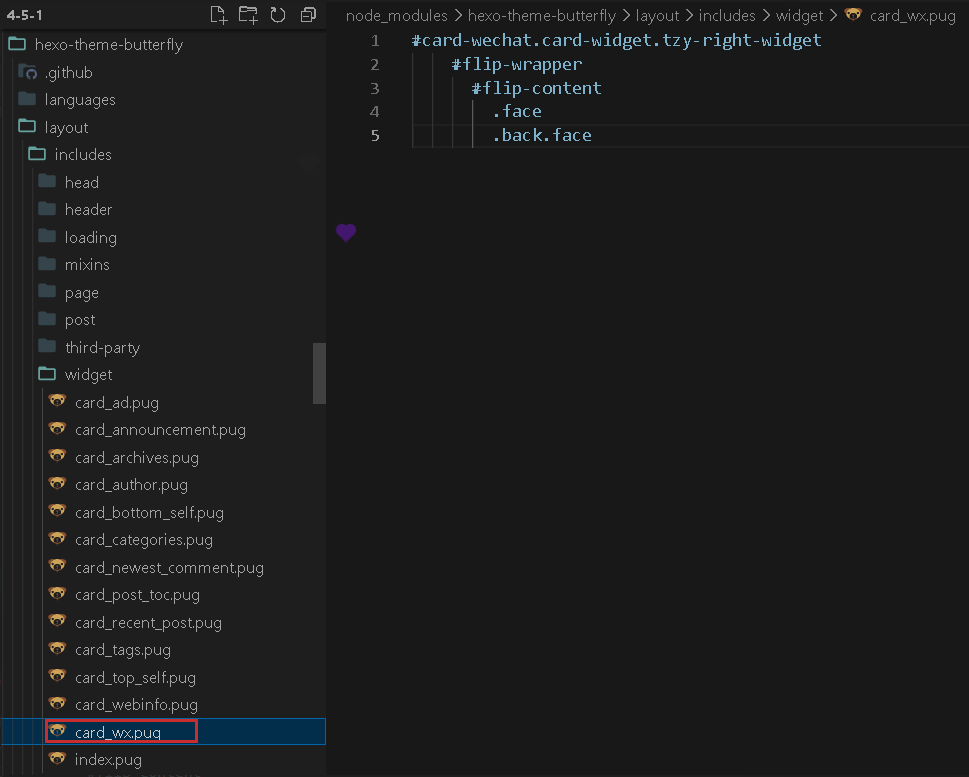 4-5-1
hexo-theme-butterfly
.github
languages
layout
includes
head
header
loading
mixins
page
post
third-party
widget
card_ad.pug
card_announcement.pug
card_archives.pug
card_author.pug
card_bottom_self.pug
card_categories.pug
card_newest_comment.pug
card_post_toc.pug
card_recent_post.pug
card_tags.pug
card_top_self.pug
card_webinfo.pug
card_wx.pug
index.pug
node_modules > hexo-theme-butterfly > layout > includes > widget > card_wx.pug
1 #card-wechat.card-widget.tzy-right-widget
2 #flip-wrapper
3 #flip-content
4 .face
5 .back.face